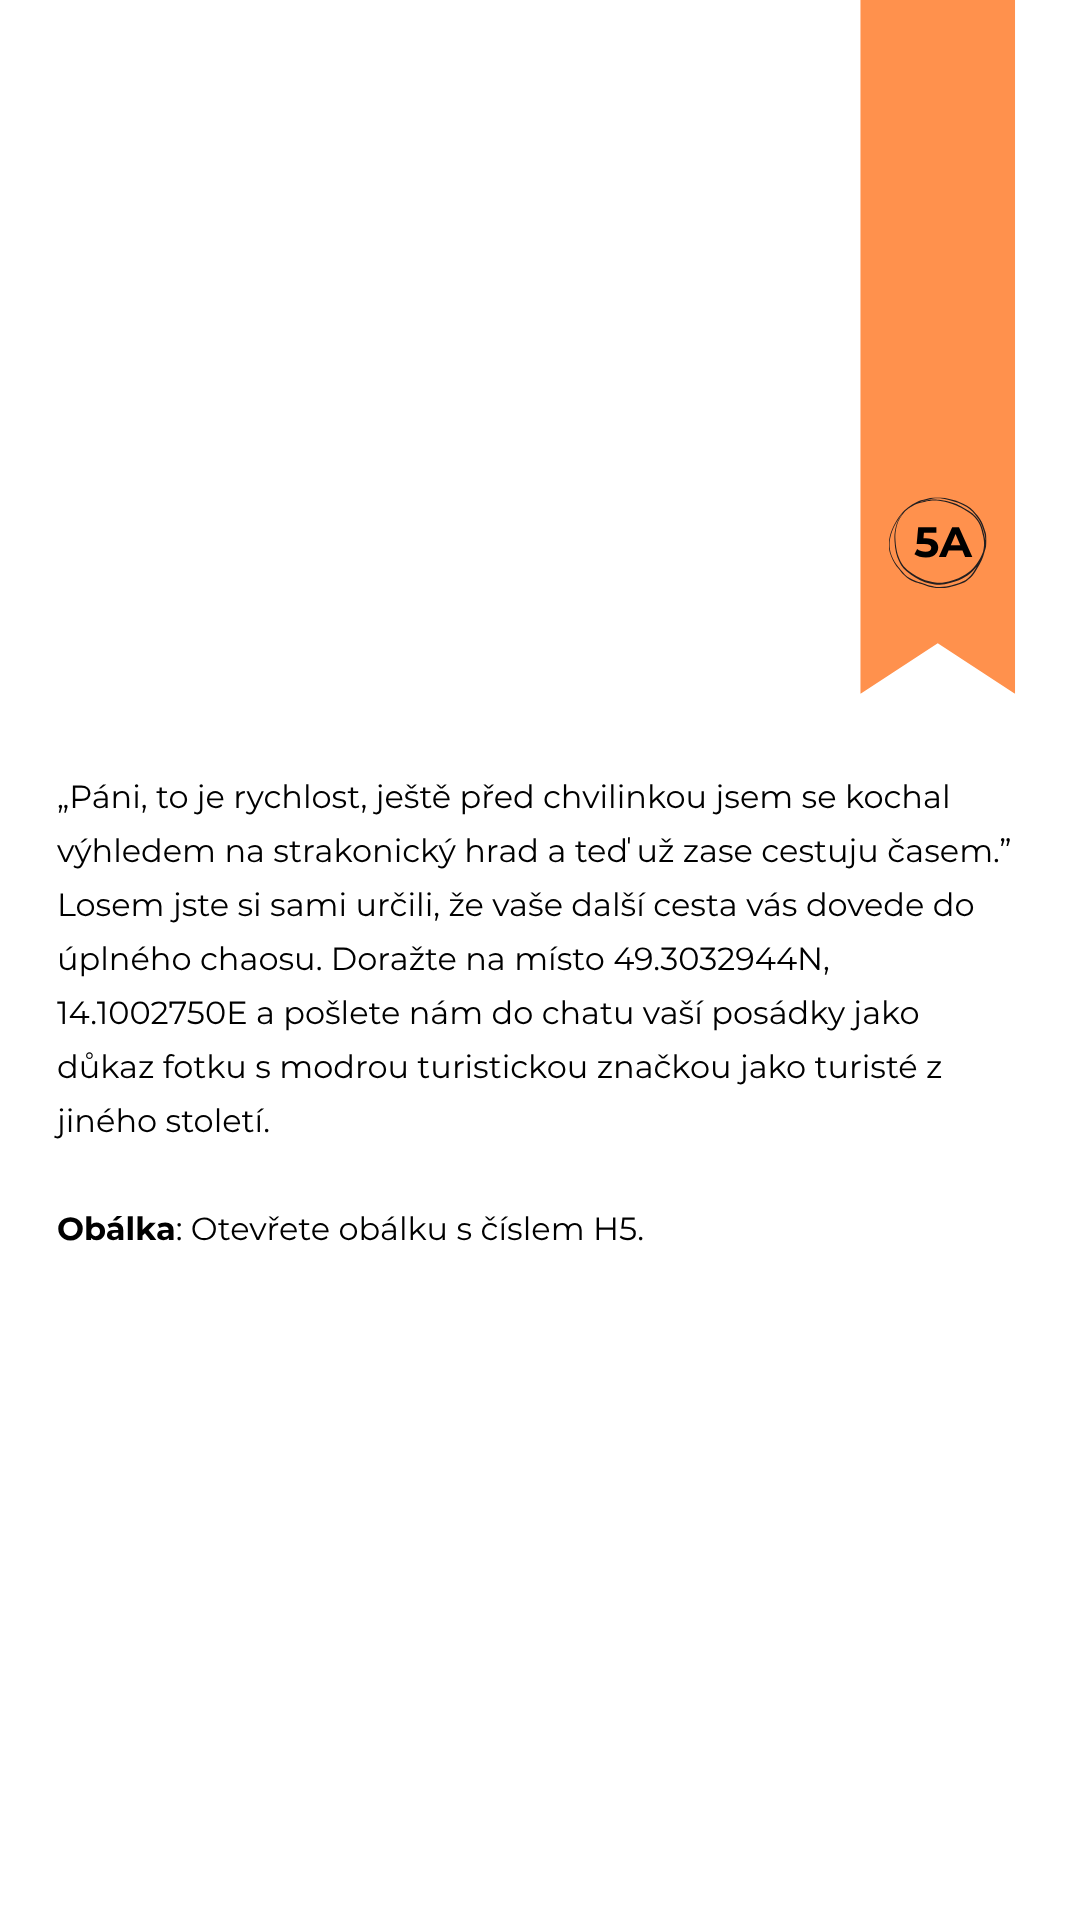 5A
„Páni, to je rychlost, ještě před chvilinkou jsem se kochal
výhledem na strakonický hrad a teď už zase cestuju časem.”
Losem jste si sami určili, že vaše další cesta vás dovede do
úplného chaosu. Doražte na místo 49.3032944N,
14.1002750E a pošlete nám do chatu vaší posádky jako
důkaz fotku s modrou turistickou značkou jako turisté z
jiného století.
Obálka: Otevřete obálku s číslem H5.